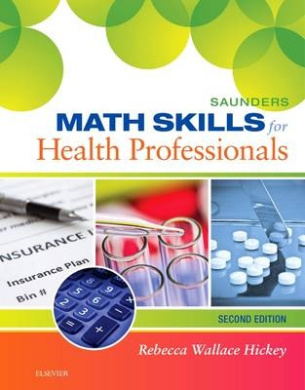 SAUNDERS
MATH SKILLS for
Health Professionals
INSURANCE
Insurance Plan
Bin #
SECOND EDITION
ELSEVIER
Rebecca Wallace Hickey